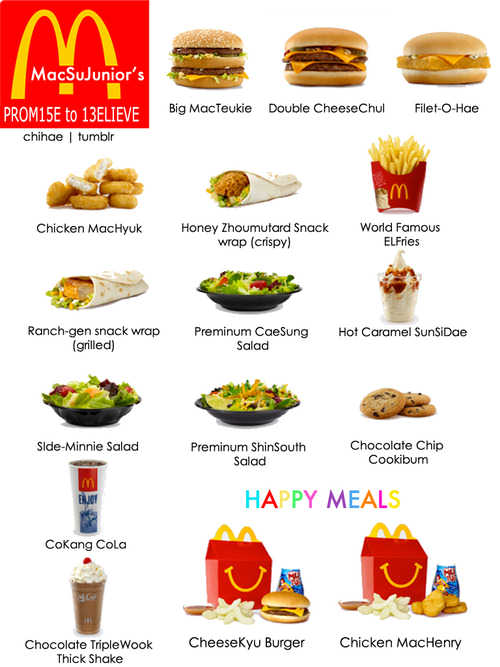 MacSuJunior's
PROM15E to 13ELIEVE
chihae | tumblr
Big MacTeukie
Double CheeseChul
Filet-O-Hae
Chicken MacHyuk
Honey Zhoumutard Snack
wrap (crispy)
World Famous
ELFries
Ranch-gen snack wrap
(grilled)
Preminum CaeSung
Salad
Hot Caramel SunSiDae
SIde-Minnie Salad
Preminum ShinSouth
Salad
Chocolate Chip
Cookibum
ENJOY
CoKang CoLa
HAPPY MEALS
Chocolate TripleWook
Thick Shake
CheeseKyu Burger
Chicken MacHenry